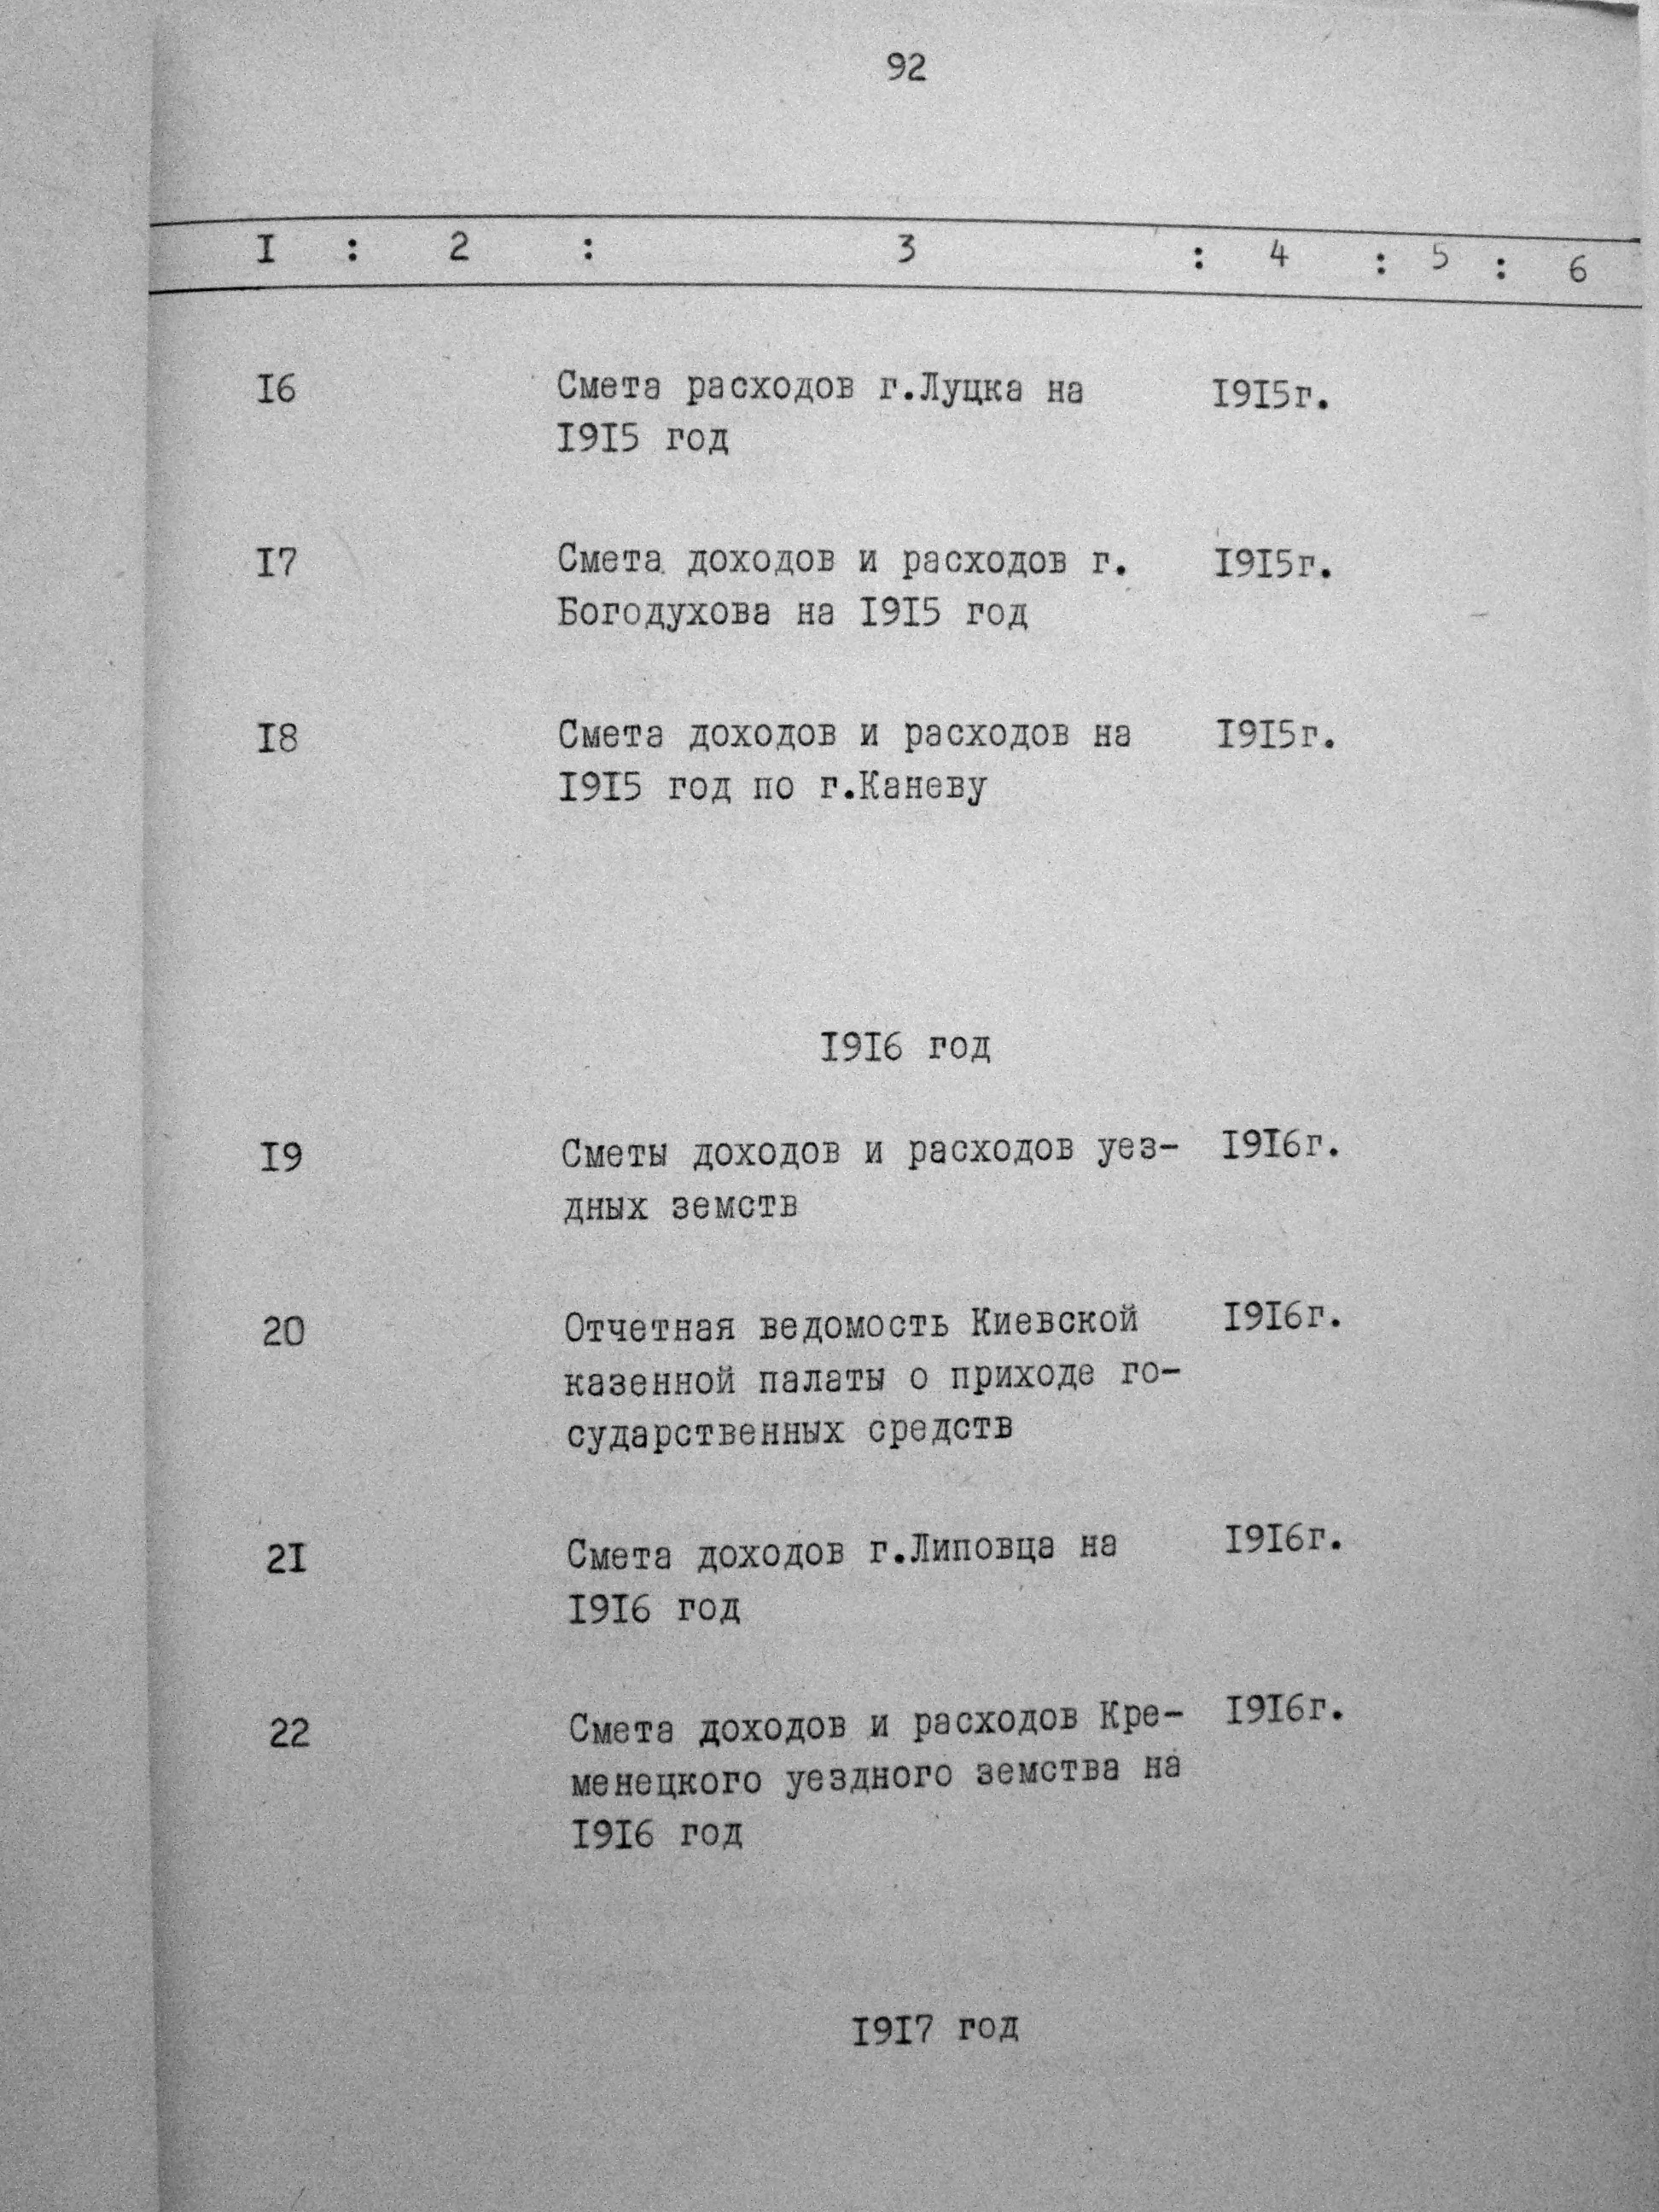 92
I : 2 : 3 : 4 : 5 : 6
I6 Смета расходов г.Луцка на I9I5г.
I9I5 год
I7 Смета доходов и расходов г. I9I5г.
Богодухова на I9I5 год
I8 Смета доходов и расходов на I9I5г.
I9I5 год по г.Каневу
I9I6 год
I9 Сметы доходов и расходов уез- I9I6г.
дных земств
20 Отчетная ведомость Киевской I9I6г.
казенной палаты о приходе го-
сударственных средств
2I Смета доходов г.Липовца на I9I6г.
I9I6 год
22 Смета доходов и расходов Кре- I9I6г.
менецкого уездного земства на
I9I6 год
I9I7 год